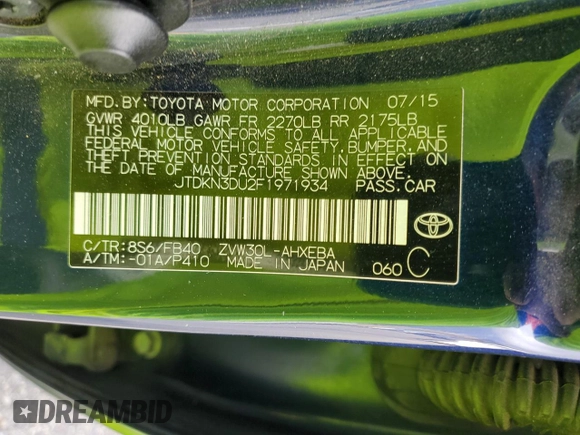 MFD.BY:TOYOTA MOTOR CORPORATION 07/15
GVWR 4010LB GAWR FR 2270LB RR 2175LB
THIS VEHICLE CONFORMS TO ALL APPLICABLE
FEDERAL MOTOR VEHICLE SAFETY,BUMPER,AND
THEFT PREVENTION STANDARDS IN EFFECT ON
THE DATE OF MANUFACTURE SHOWN ABOVE.
JTDKN3DU2F1971934 PASS.CAR
C/TR:8S6/FB40 ZVW30L-AHXEBA
A/TM:-01A/P410 MADE IN JAPAN 060 C
DREAMBID